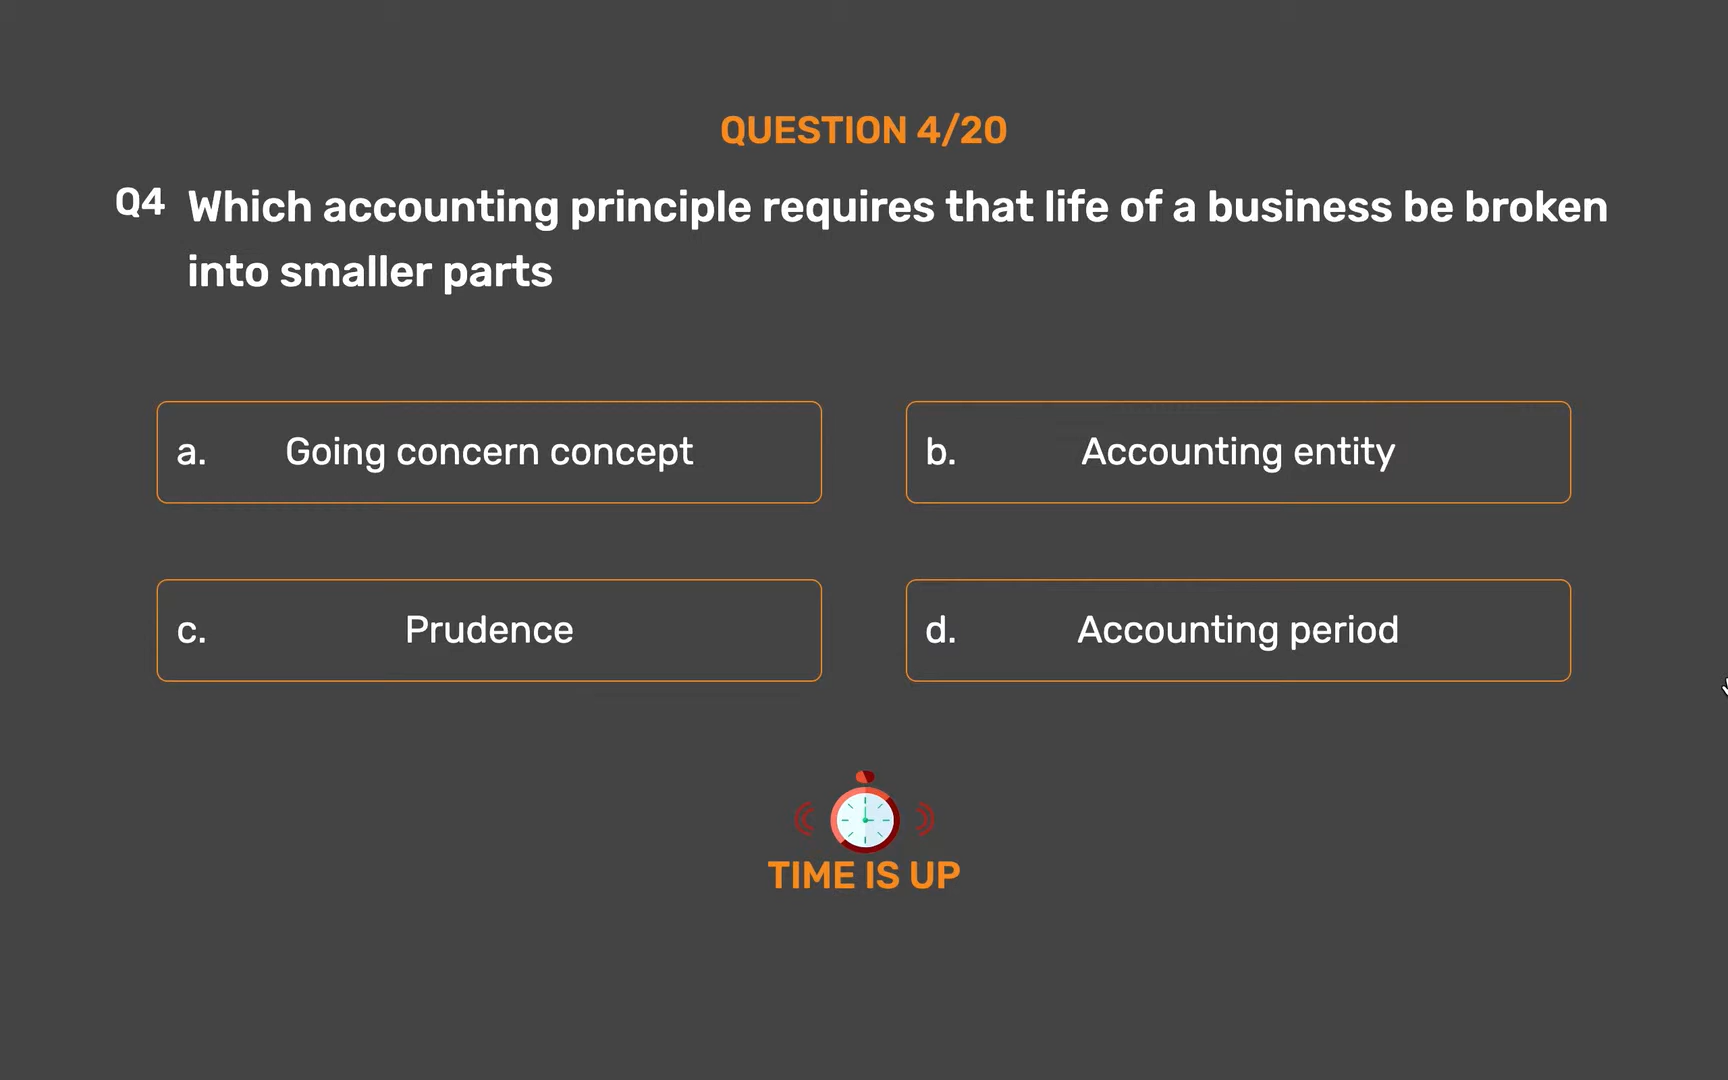 QUESTION 4/20
Q4 Which accounting principle requires that life of a business be broken
into smaller parts
a. Going concern concept
b. Accounting entity
c. Prudence
d. Accounting period
TIME IS UP